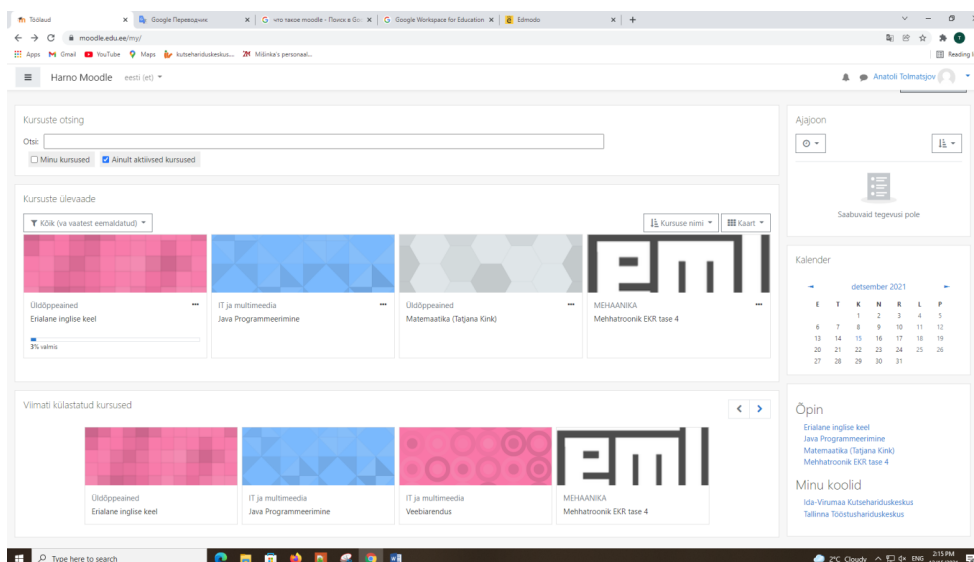 Töölaud
Google Переводчик
что такое moodle - Поиск в Goo
Google Workspace for Education
Edmodo
moodle.edu.ee/my/
Apps Gmail YouTube Maps kutsehariduskeskus... Milinka's personaal...
Reading l
Harno Moodle eesti (et)
Anatoli Tolmatsjov
Kursuste otsing
Otsi:
Minu kursused Ainult aktiivsed kursused
Kursuste ülevaade
Kõik (va vaatest eemaldatud)
Kursuse nimi
Kaart
Üldõppeained
Erialane inglise keel
3% valmis
IT ja multimeedia
Java Programmeerimine
Üldõppeained
Matemaatika (Tatjana Kink)
eml
MEHAANIKA
Mehhatroonik EKR tase 4
Viimati külastatud kursused
Üldõppeained
Erialane inglise keel
IT ja multimeedia
Java Programmeerimine
IT ja multimeedia
Veebiarendus
eml
MEHAANIKA
Mehhatroonik EKR tase 4
Ajajoon
Saabuvaid tegevusi pole
Kalender
detsember 2021
E T K N R L P
1 2 3 4 5
6 7 8 9 10 11 12
13 14 15 16 17 18 19
20 21 22 23 24 25 26
27 28 29 30 31
Õpin
Erialane inglise keel
Java Programmeerimine
Matemaatika (Tatjana Kink)
Mehhatroonik EKR tase 4
Minu koolid
Ida-Virumaa Kutsehariduskeskus
Tallinna Tööstushariduskeskus
Type here to search
2°C Cloudy ENG 2:15 PM